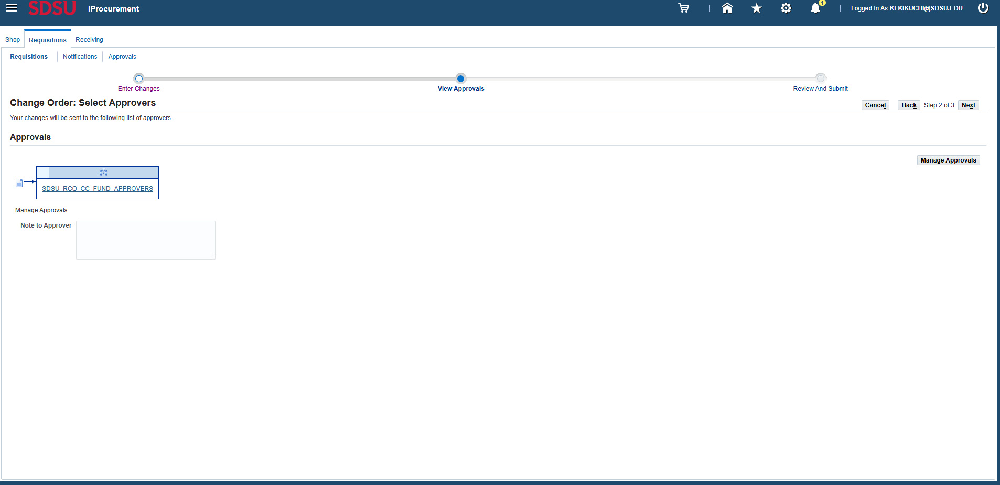 SDSU iProcurement 1 Logged In As KLKIKUCHI@SDSU.EDU
Shop Requisitions Receiving
Requisitions Notifications Approvals
Enter Changes View Approvals Review And Submit
Change Order: Select Approvers
Cancel Back Step 2 of 3 Next
Your changes will be sent to the following list of approvers.
Approvals
Manage Approvals
SDSU_RCO_CC_FUND_APPROVERS
Manage Approvals
Note to Approver